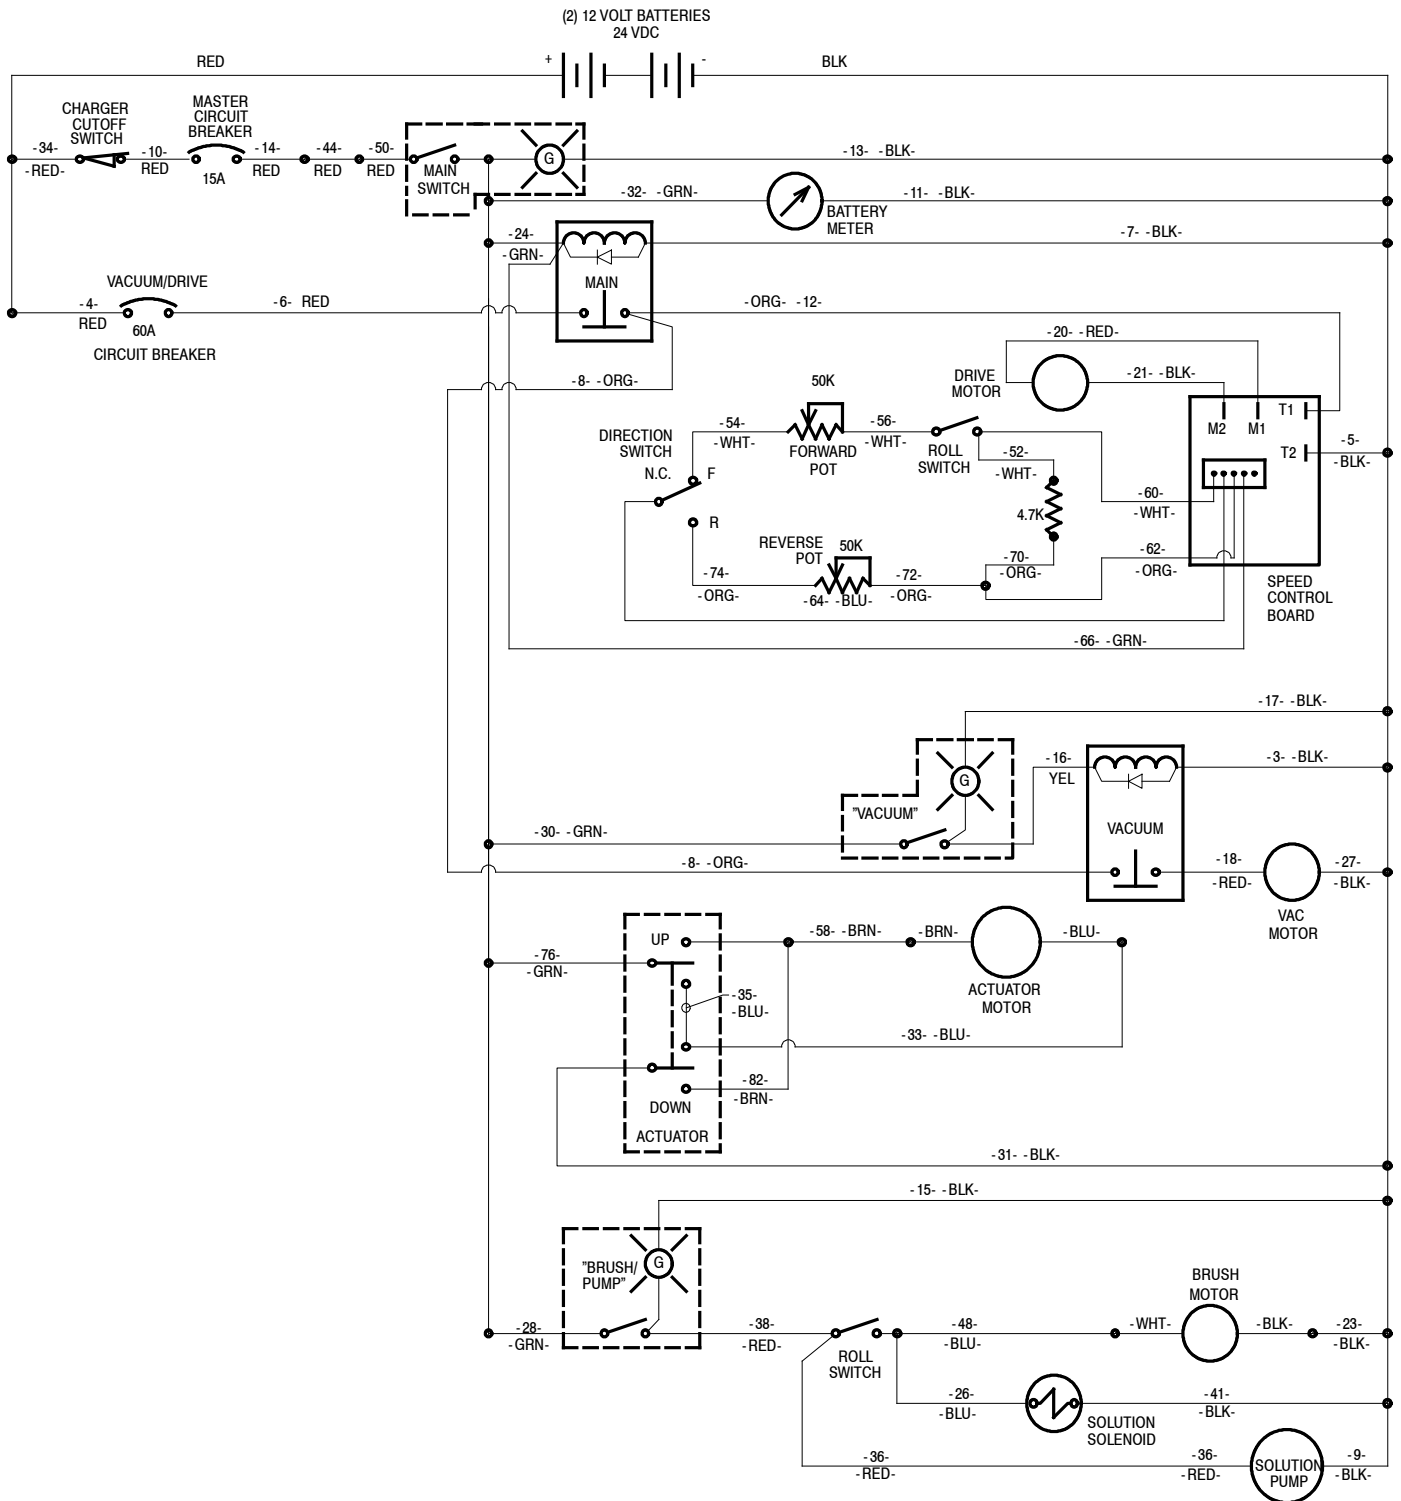 (2) 12 VOLT BATTERIES
24 VDC
RED
+
-
BLK
CHARGER
CUTOFF
SWITCH
MASTER
CIRCUIT
BREAKER
-34-
-RED-
-10-
RED
15A
-14-
RED
-44-
RED
-50-
RED
MAIN
SWITCH
G
-13- -BLK-
-32- -GRN-
BATTERY
METER
-11- -BLK-
-24-
-GRN-
MAIN
-7- -BLK-
VACUUM/DRIVE
-4-
RED
60A
CIRCUIT BREAKER
-6- RED
-ORG- -12-
-8- -ORG-
-20- -RED-
DRIVE
MOTOR
-21- -BLK-
M2
M1
T1
T2
-5-
-BLK-
DIRECTION
SWITCH
N.C.
F
R
-54-
-WHT-
50K
FORWARD
POT
-56-
-WHT-
ROLL
SWITCH
-52-
-WHT-
4.7K
-60-
-WHT-
REVERSE
POT
50K
-74-
-ORG-
-64- -BLU-
-72-
-ORG-
-70-
-ORG-
-62-
-ORG-
SPEED
CONTROL
BOARD
-66- -GRN-
-17- -BLK-
G
"VACUUM"
-16-
YEL
-3- -BLK-
VACUUM
-30- -GRN-
-8- -ORG-
-18-
-RED-
-27-
-BLK-
VAC
MOTOR
UP
-76-
-GRN-
-35-
-BLU-
-58- -BRN-
-BRN-
-BLU-
ACTUATOR
MOTOR
-33- -BLU-
-82-
-BRN-
DOWN
ACTUATOR
-31- -BLK-
-15- -BLK-
G
"BRUSH/
PUMP"
-28-
-GRN-
-38-
-RED-
ROLL
SWITCH
-48-
-BLU-
BRUSH
MOTOR
-WHT-
-BLK-
-23-
-BLK-
-26-
-BLU-
SOLUTION
SOLENOID
-41-
-BLK-
-36-
-RED-
-36-
-RED-
SOLUTION
PUMP
-9-
-BLK-